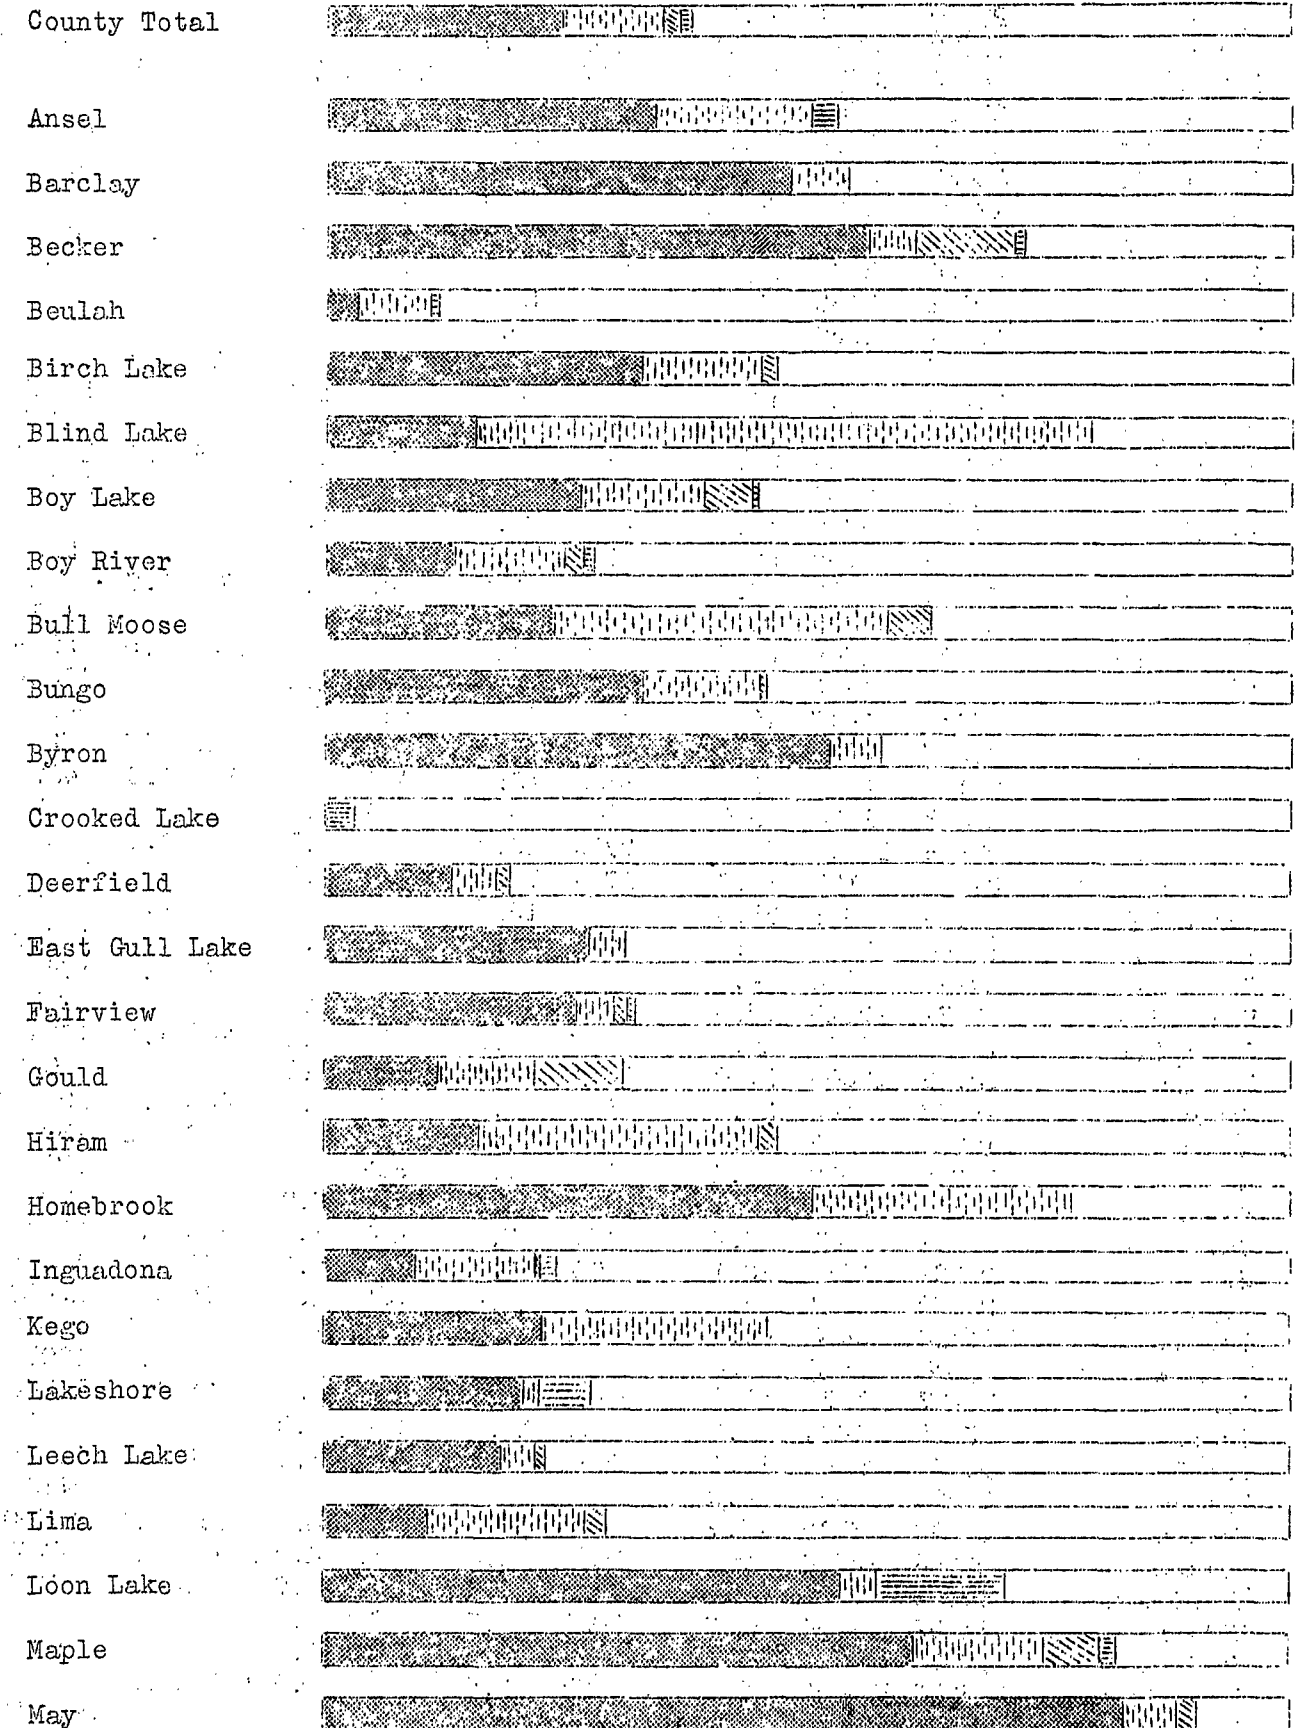 County Total
Ansel
Barclay
Becker
Beulah
Birch Lake
Blind Lake
Boy Lake
Boy River
Bull Moose
Bungo
Byron
Crooked Lake
Deerfield
East Gull Lake
Fairview
Gould
Hiram
Homebrook
Inguadona
Kego
Lakeshore
Leech Lake
Lima
Loon Lake
Maple
May